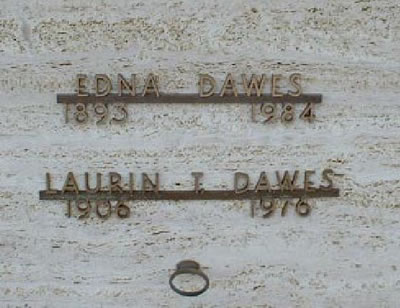 EDNA DAWES
1893 1984
LAURIN T. DAWES
1906 1976